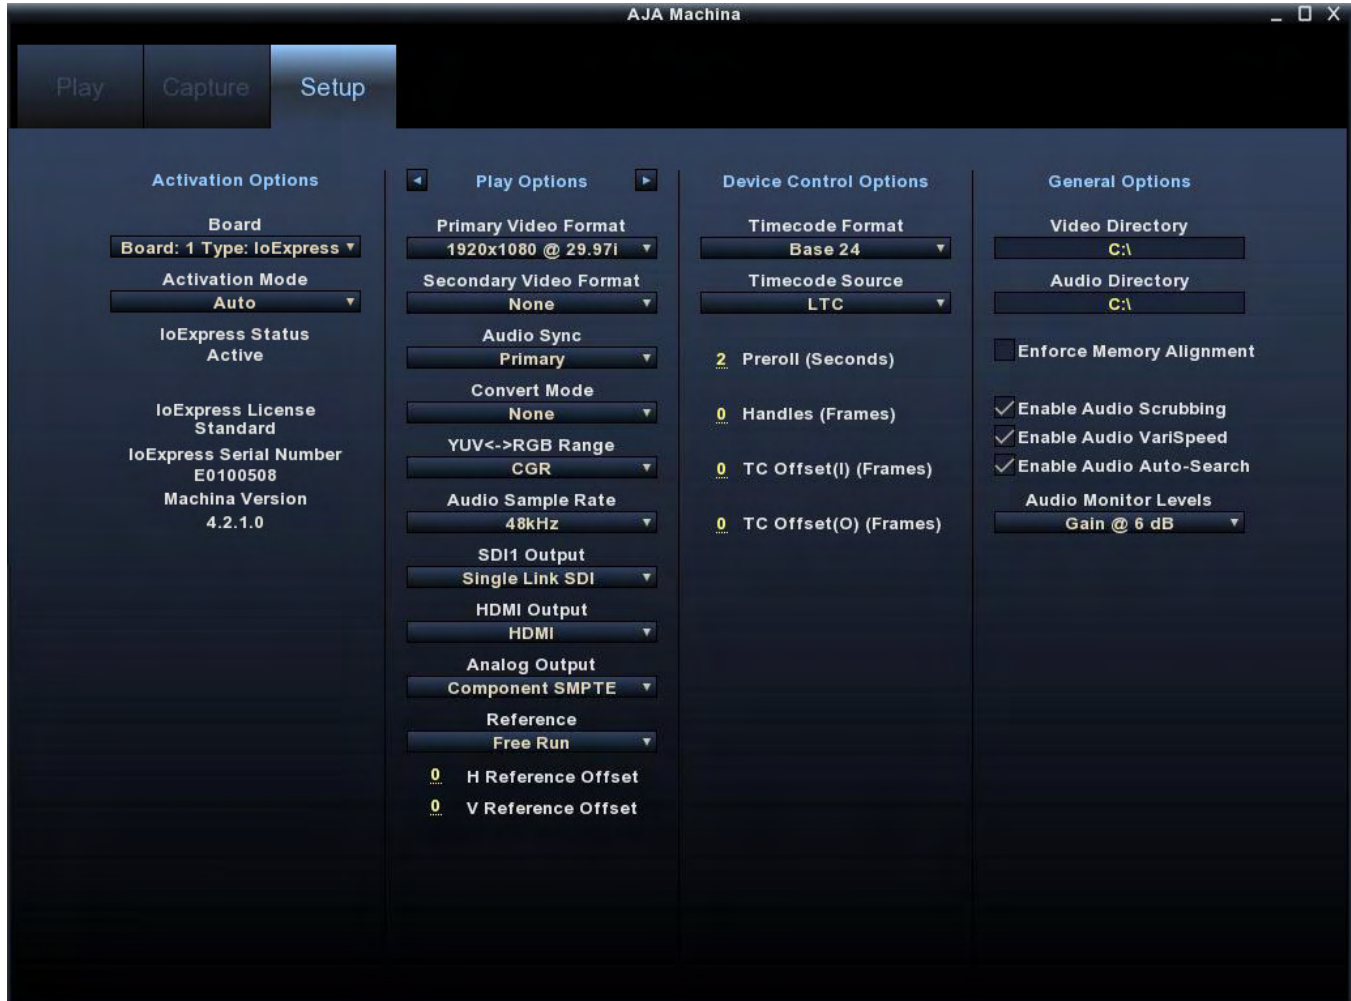 AJA Machina
Play
Capture
Setup
Activation Options
Board
Board: 1 Type: IoExpress
Activation Mode
Auto
IoExpress Status
Active
IoExpress License
Standard
IoExpress Serial Number
E0100508
Machina Version
4.2.1.0
Play Options
Primary Video Format
1920x1080 @ 29.97i
Secondary Video Format
None
Audio Sync
Primary
Convert Mode
None
YUV<->RGB Range
CGR
Audio Sample Rate
48kHz
SDI1 Output
Single Link SDI
HDMI Output
HDMI
Analog Output
Component SMPTE
Reference
Free Run
0 H Reference Offset
0 V Reference Offset
Device Control Options
Timecode Format
Base 24
Timecode Source
LTC
2 Preroll (Seconds)
0 Handles (Frames)
0 TC Offset(I) (Frames)
0 TC Offset(O) (Frames)
General Options
Video Directory
C:\
Audio Directory
C:\
Enforce Memory Alignment
Enable Audio Scrubbing
Enable Audio VariSpeed
Enable Audio Auto-Search
Audio Monitor Levels
Gain @ 6 dB